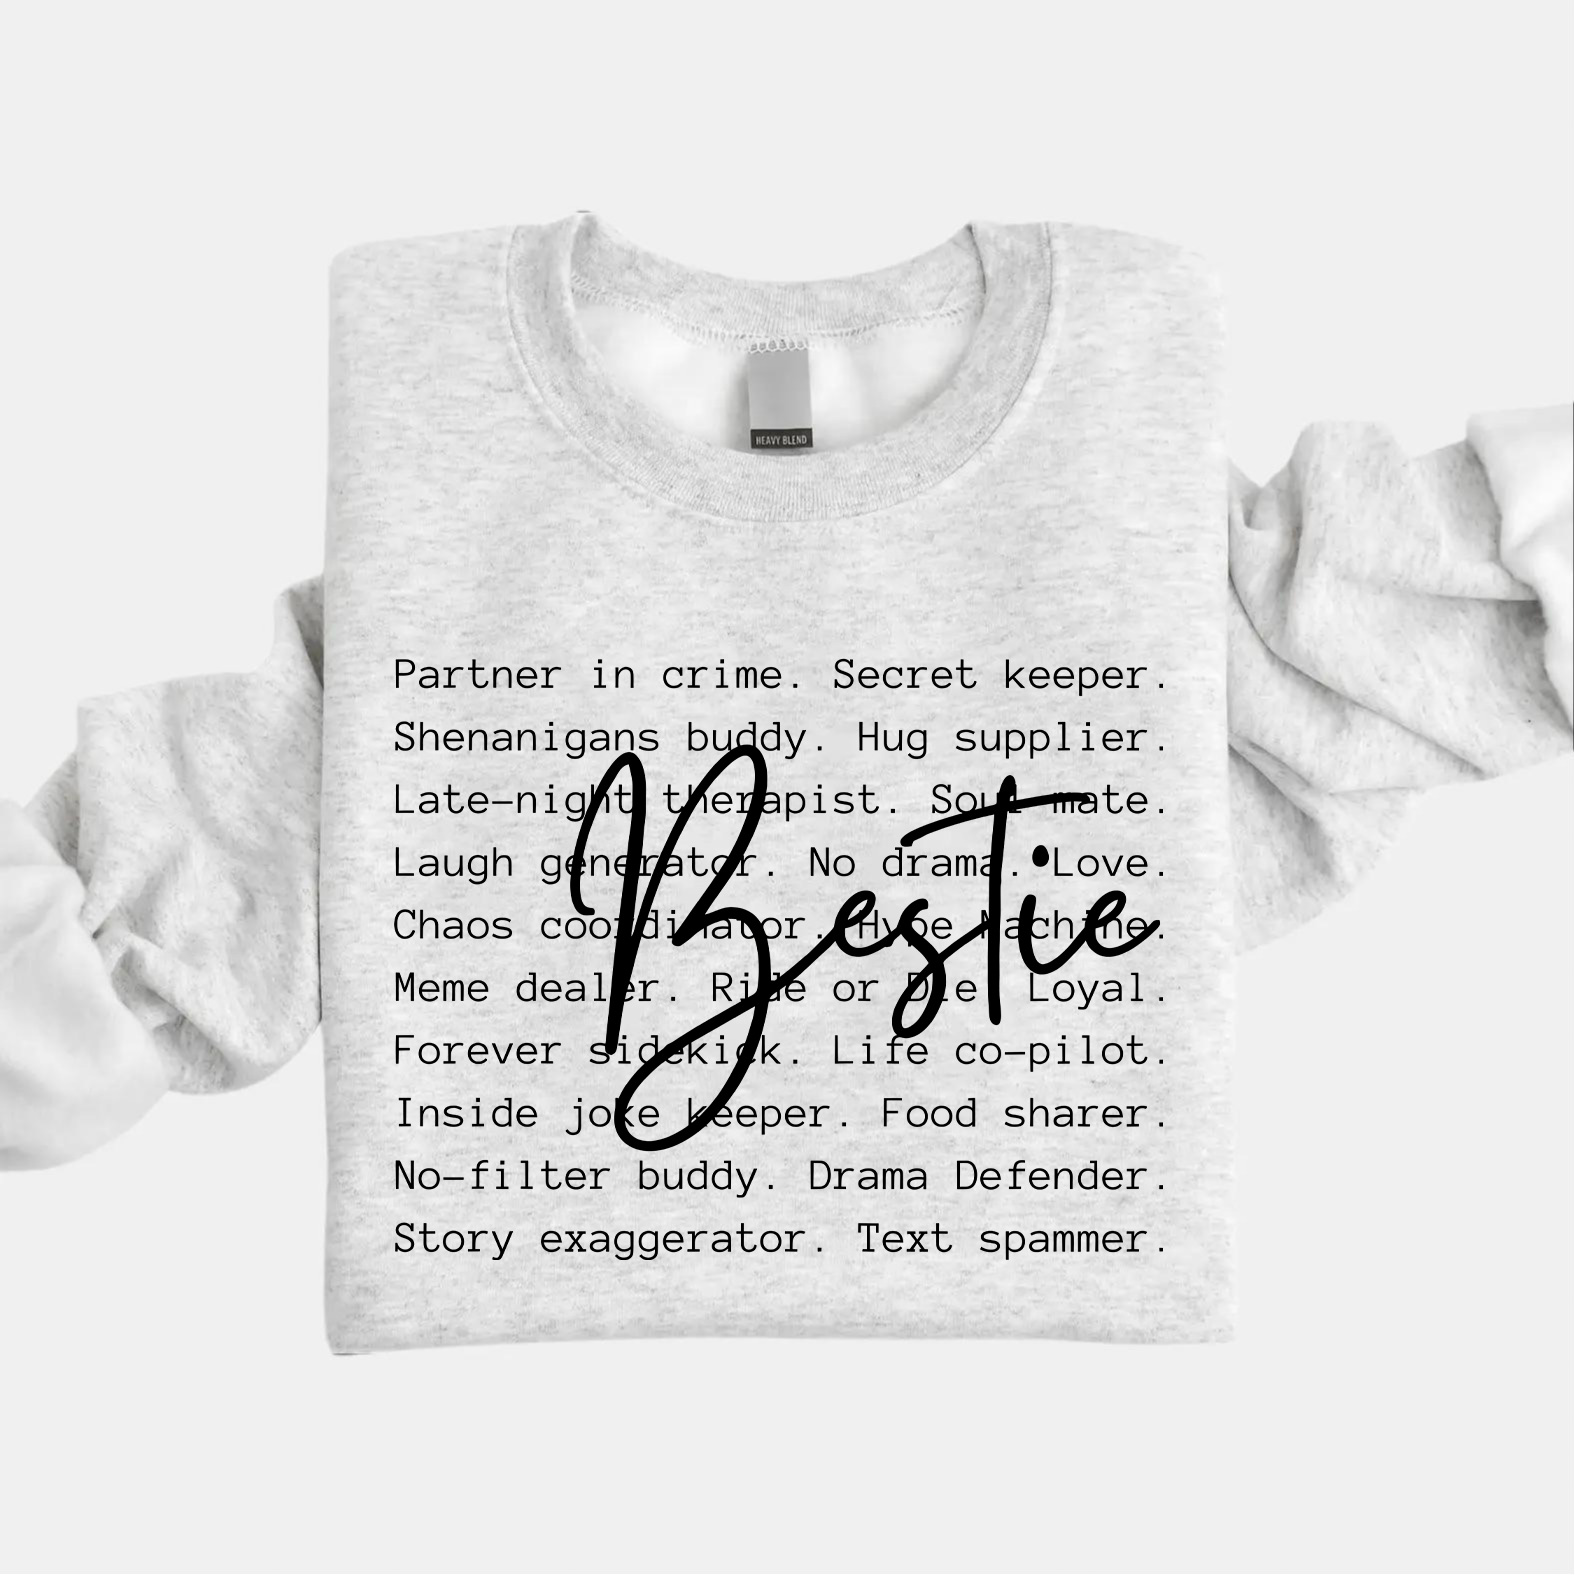 HEAVY BLEND
Partner in crime. Secret keeper.
Shenanigans buddy. Hug supplier.
Late-night therapist. Soul mate.
Laugh generator. No drama. Love.
Chaos coordinator. Hype Machine.
Meme dealer. Ride or Die. Loyal.
Forever sidekick. Life co-pilot.
Inside joke keeper. Food sharer.
No-filter buddy. Drama Defender.
Story exaggerator. Text spammer.
Bestie